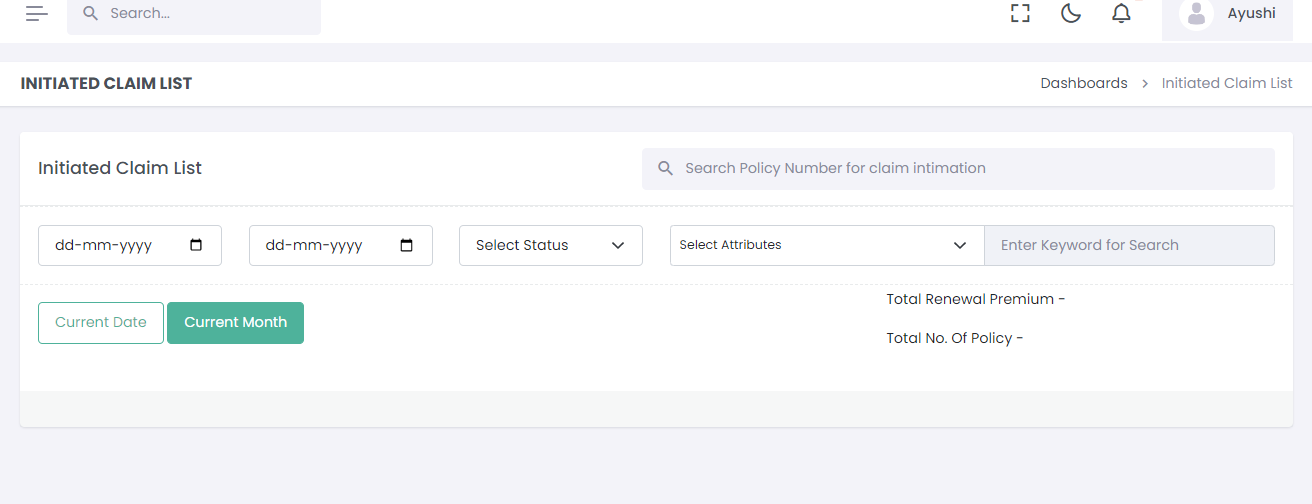 Search...
Ayushi
INITIATED CLAIM LIST
Dashboards > Initiated Claim List
Initiated Claim List
Search Policy Number for claim intimation
dd-mm-yyyy dd-mm-yyyy Select Status Select Attributes Enter Keyword for Search
Current Date Current Month
Total Renewal Premium -
Total No. Of Policy -